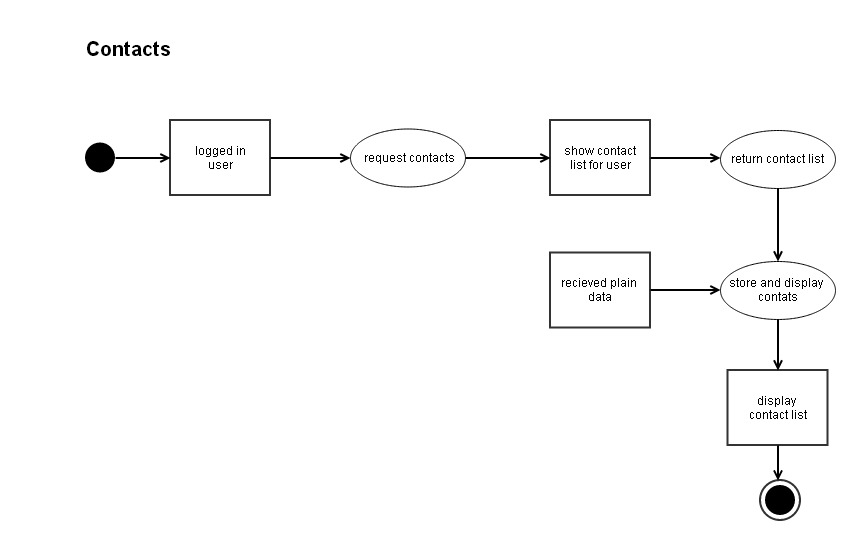 Contacts
logged in
user
request contacts
show contact
list for user
return contact list
recieved plain
data
store and display
contats
display
contact list